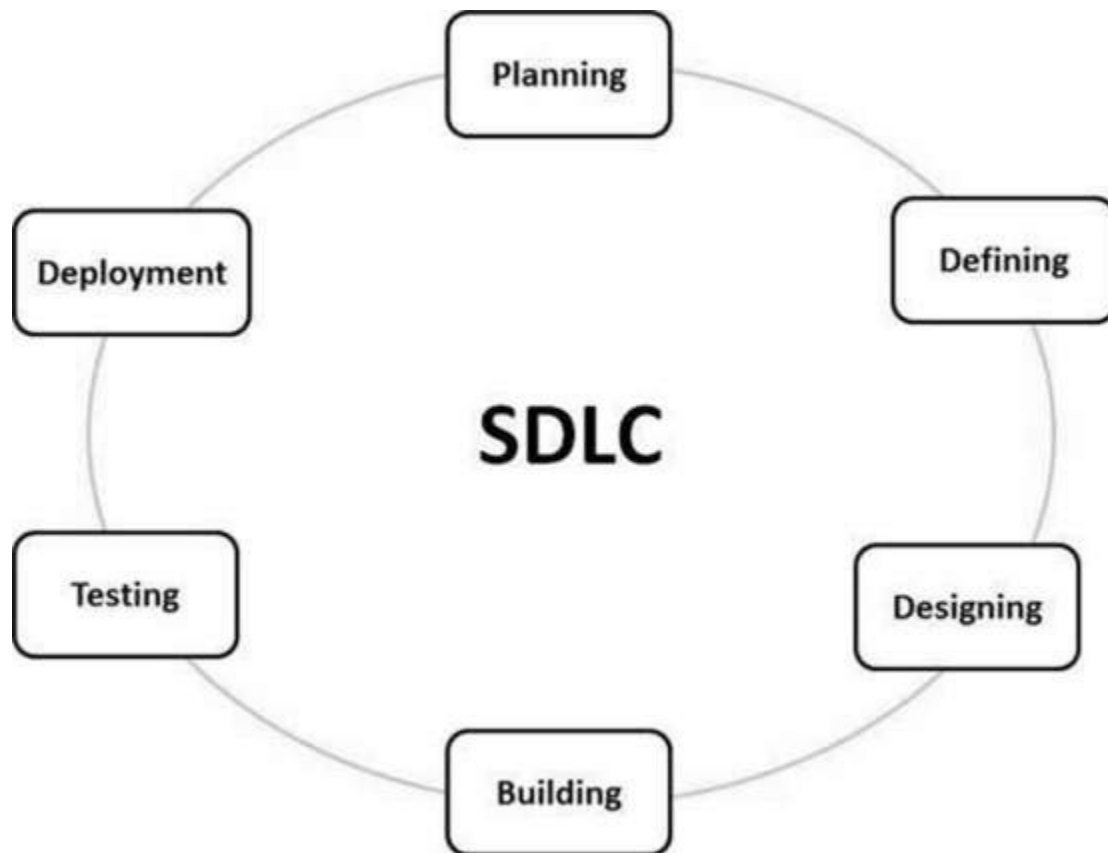 Planning
Defining
Designing
Building
Testing
Deployment
SDLC